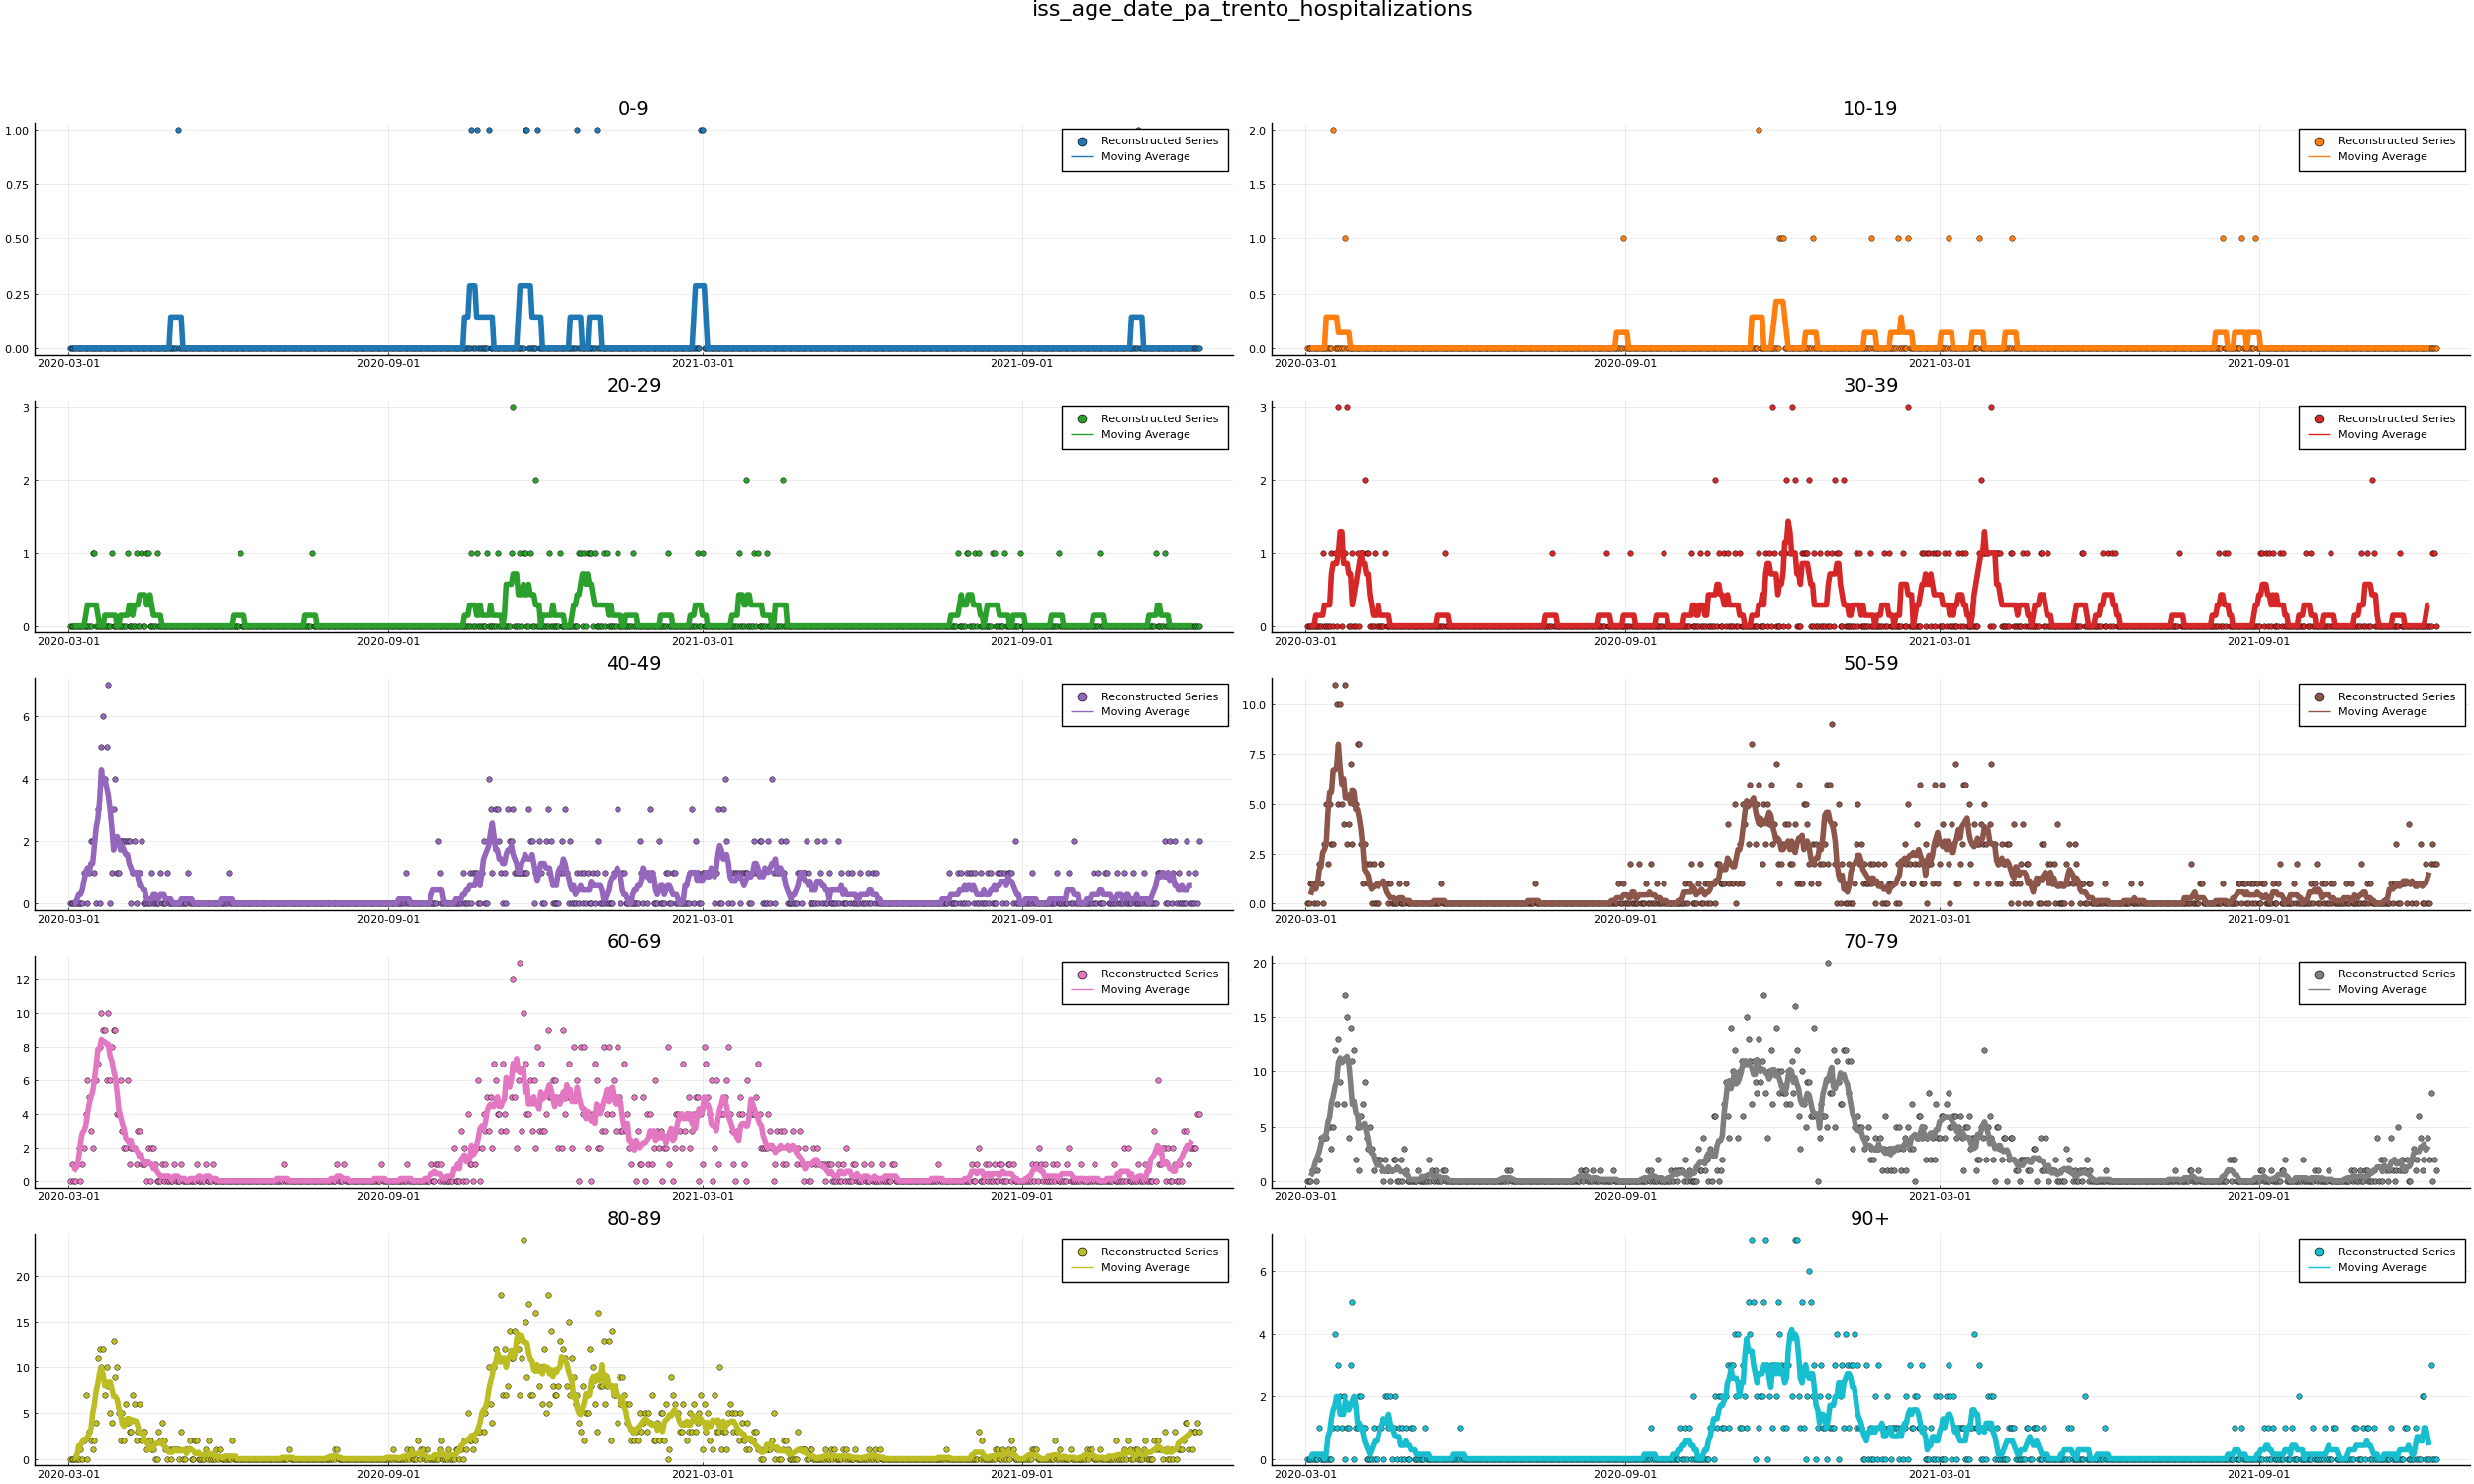 iss_age_date_pa_trento_hospitalizations
0-9
1.00
0.75
0.50
0.25
0.00
2020-03-01 2020-09-01 2021-03-01 2021-09-01
Reconstructed Series
Moving Average
10-19
2.0
1.5
1.0
0.5
0.0
2020-03-01 2020-09-01 2021-03-01 2021-09-01
Reconstructed Series
Moving Average
20-29
3
2
1
0
2020-03-01 2020-09-01 2021-03-01 2021-09-01
Reconstructed Series
Moving Average
30-39
3
2
1
0
2020-03-01 2020-09-01 2021-03-01 2021-09-01
Reconstructed Series
Moving Average
40-49
6
4
2
0
2020-03-01 2020-09-01 2021-03-01 2021-09-01
Reconstructed Series
Moving Average
50-59
10.0
7.5
5.0
2.5
0.0
2020-03-01 2020-09-01 2021-03-01 2021-09-01
Reconstructed Series
Moving Average
60-69
12
10
8
6
4
2
0
2020-03-01 2020-09-01 2021-03-01 2021-09-01
Reconstructed Series
Moving Average
70-79
20
15
10
5
0
2020-03-01 2020-09-01 2021-03-01 2021-09-01
Reconstructed Series
Moving Average
80-89
20
15
10
5
0
2020-03-01 2020-09-01 2021-03-01 2021-09-01
Reconstructed Series
Moving Average
90+
6
4
2
0
2020-03-01 2020-09-01 2021-03-01 2021-09-01
Reconstructed Series
Moving Average